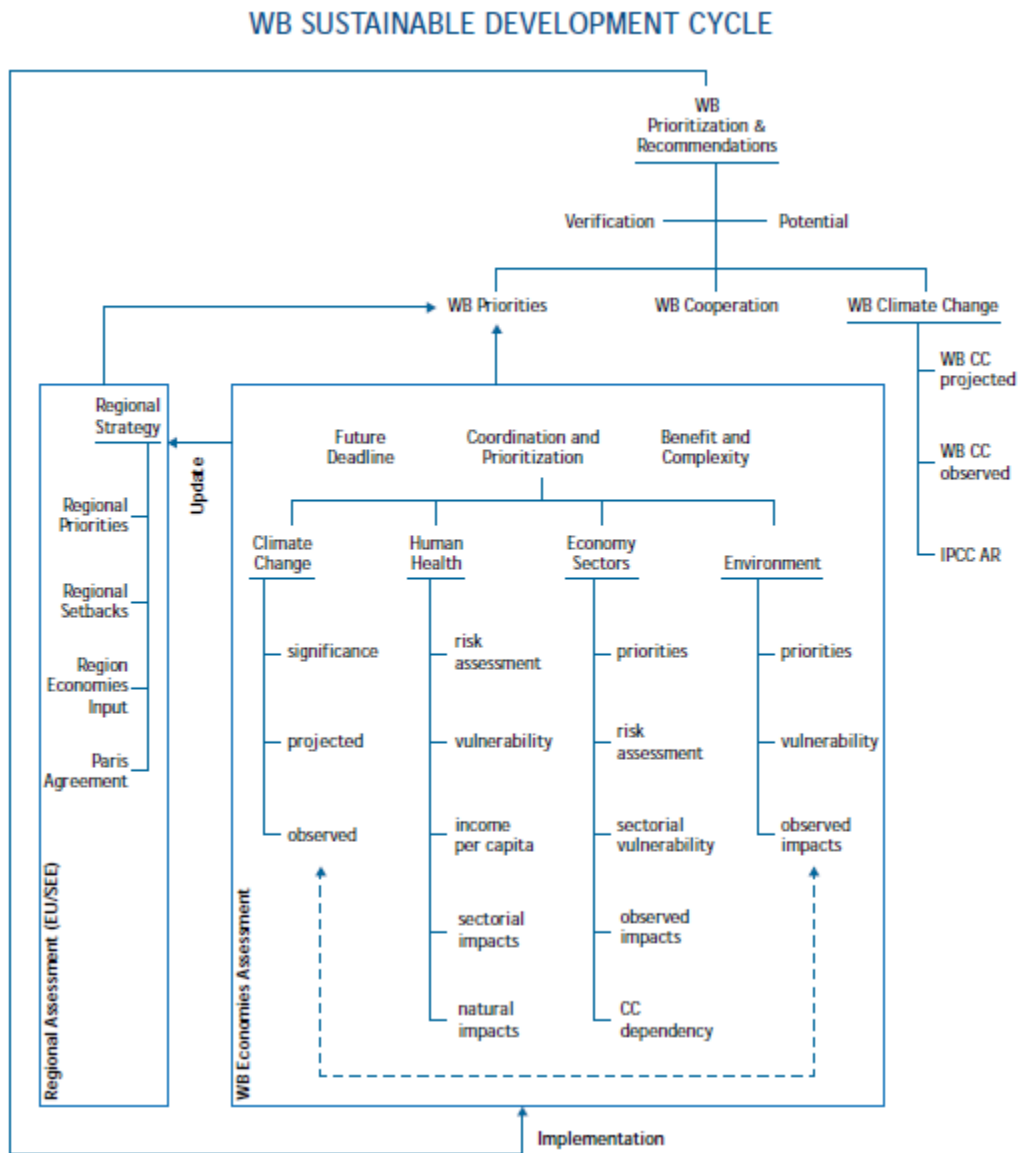 WB SUSTAINABLE DEVELOPMENT CYCLE
WB
Prioritization &
Recommendations
Verification
Potential
WB Priorities
WB Cooperation
WB Climate Change
WB CC
projected
WB CC
observed
IPCC AR
Regional
Strategy
Regional
Priorities
Regional
Setbacks
Region
Economies
Input
Paris
Agreement
Regional Assessment (EU/SEE)
Update
Future
Deadline
Coordination and
Prioritization
Benefit and
Complexity
Climate
Change
significance
projected
observed
Human
Health
risk
assessment
vulnerability
income
per capita
sectorial
impacts
natural
impacts
Economy
Sectors
priorities
risk
assessment
sectorial
vulnerability
observed
impacts
CC
dependency
Environment
priorities
vulnerability
observed
impacts
WB Economies Assessment
Implementation